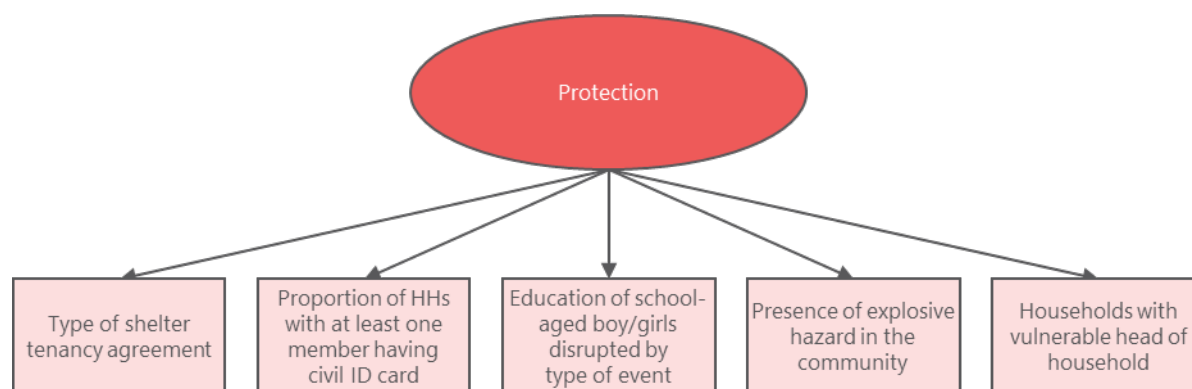 Protection
Type of shelter
tenancy agreement
Proportion of HHs
with at least one
member having
civil ID card
Education of school-
aged boy/girls
disrupted by
type of event
Presence of explosive
hazard in the
community
Households with
vulnerable head of
household